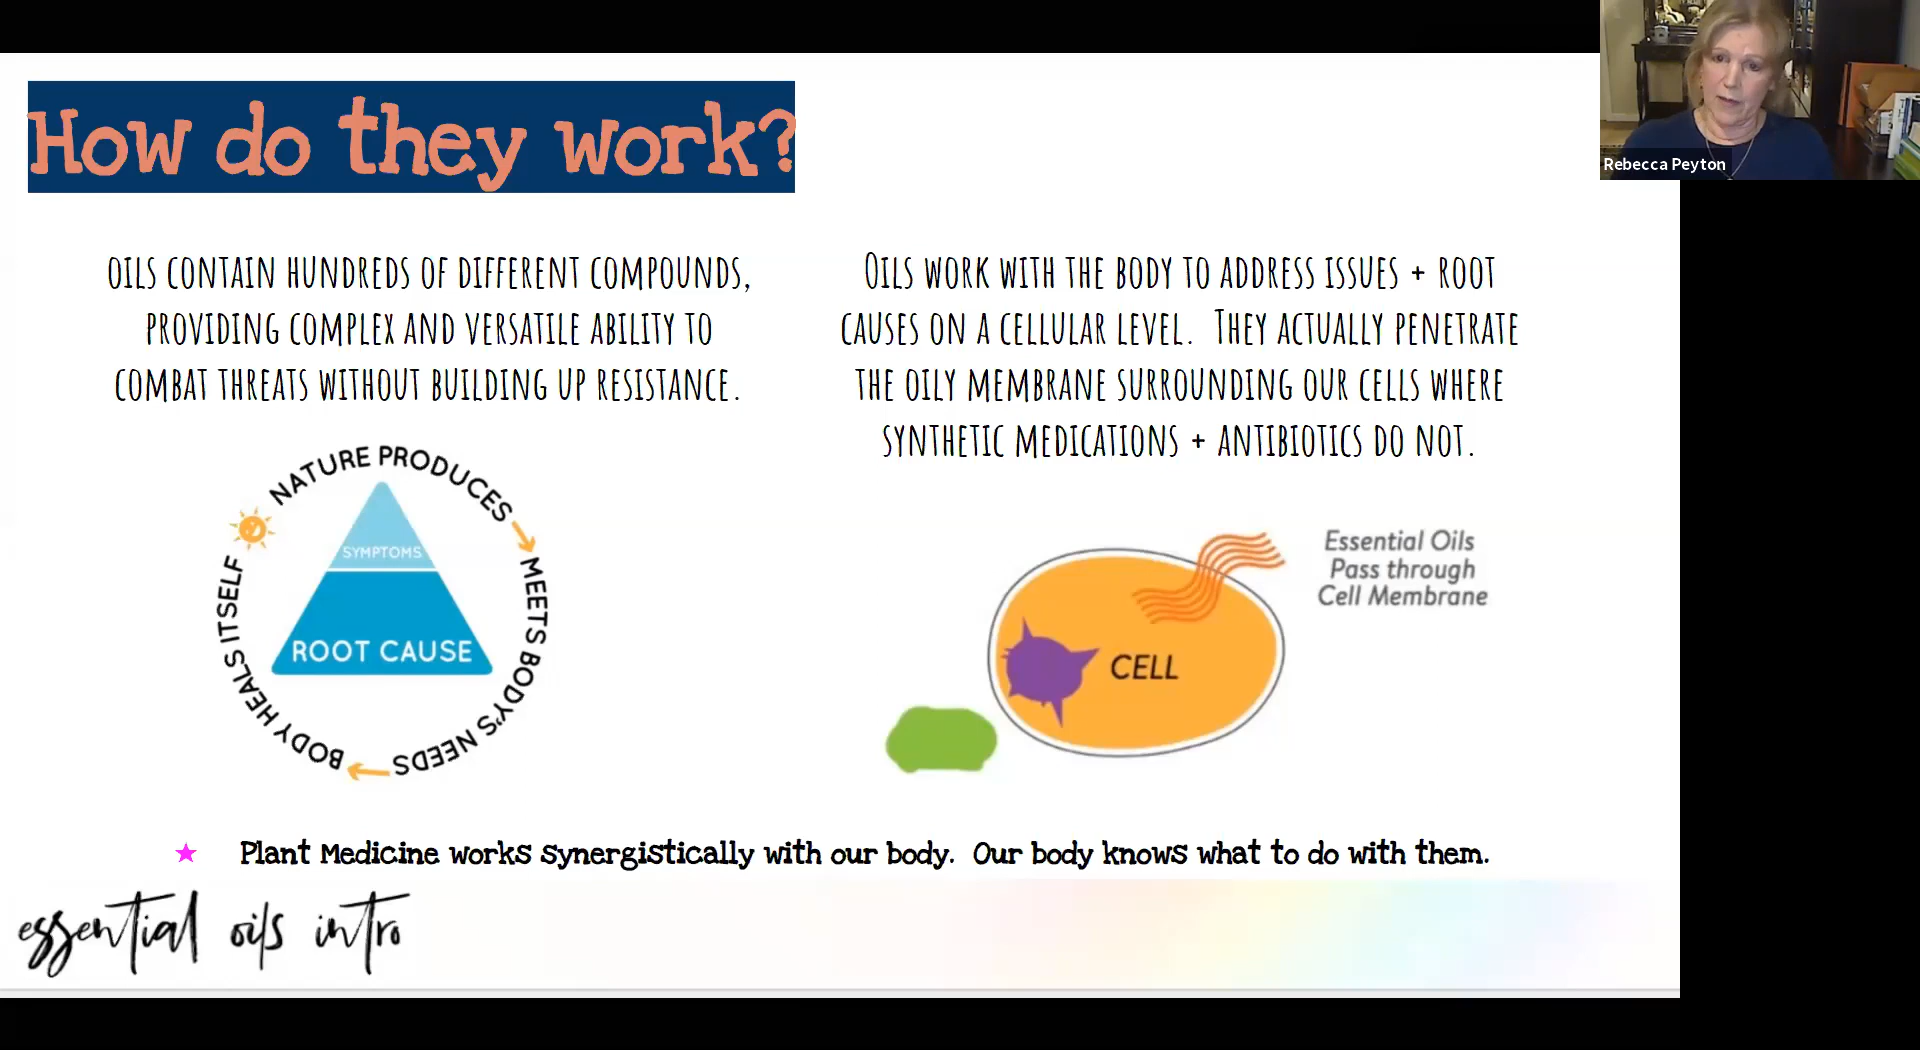 How do they work?
Rebecca Peyton
OILS CONTAIN HUNDREDS OF DIFFERENT COMPOUNDS,
PROVIDING COMPLEX AND VERSATILE ABILITY TO
COMBAT THREATS WITHOUT BUILDING UP RESISTANCE.
OILS WORK WITH THE BODY TO ADDRESS ISSUES + ROOT
CAUSES ON A CELLULAR LEVEL. THEY ACTUALLY PENETRATE
THE OILY MEMBRANE SURROUNDING OUR CELLS WHERE
SYNTHETIC MEDICATIONS + ANTIBIOTICS DO NOT.
NATURE PRODUCES
MEETS BODY'S NEEDS
BODY HEALS ITSELF
SYMPTOMS
ROOT CAUSE
Essential Oils
Pass through
Cell Membrane
CELL
Plant Medicine works synergistically with our body. Our body knows what to do with them.
essential oils intro